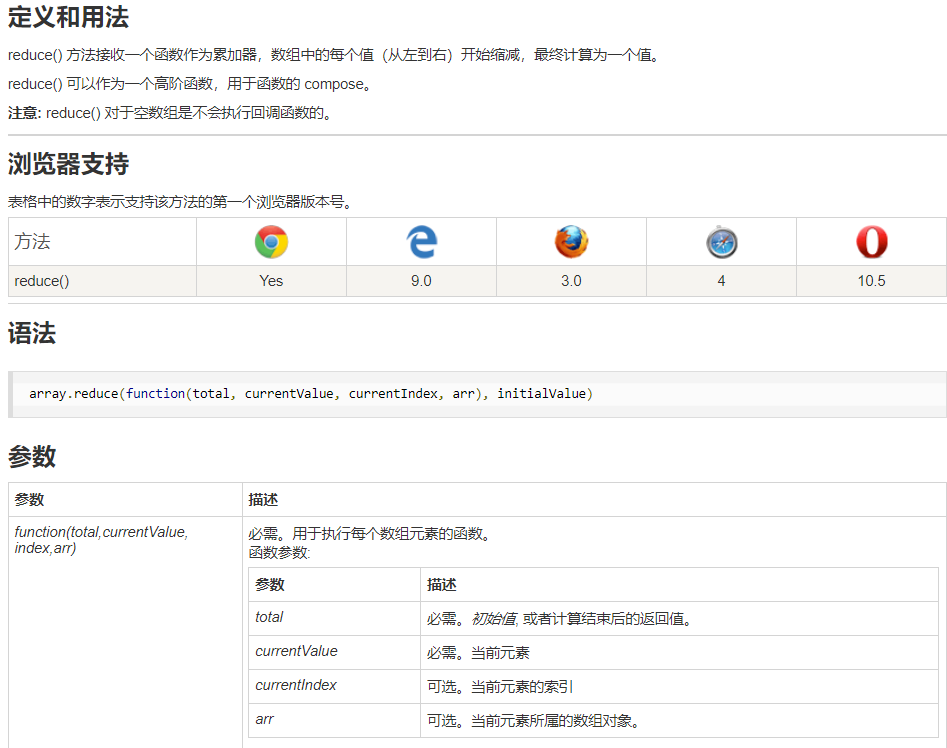 定义和用法
reduce() 方法接收一个函数作为累加器，数组中的每个值（从左到右）开始缩减，最终计算为一个值。
reduce() 可以作为一个高阶函数，用于函数的 compose。
注意: reduce() 对于空数组是不会执行回调函数的。
浏览器支持
表格中的数字表示支持该方法的第一个浏览器版本号。
方法
reduce() Yes 9.0 3.0 4 10.5
语法
array.reduce(function(total, currentValue, currentIndex, arr), initialValue)
参数
参数 描述
function(total,currentValue,
index,arr)
必需。用于执行每个数组元素的函数。
函数参数:
参数 描述
total 必需。初始值, 或者计算结束后的返回值。
currentValue 必需。当前元素
currentIndex 可选。当前元素的索引
arr 可选。当前元素所属的数组对象。